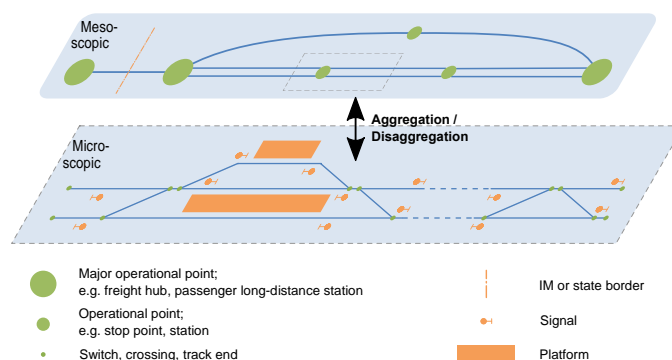 Meso-
scopic
Aggregation /
Disaggregation
Micro-
scopic
Major operational point;
e.g. freight hub, passenger long-distance station
Operational point;
e.g. stop point, station
Switch, crossing, track end
IM or state border
Signal
Platform